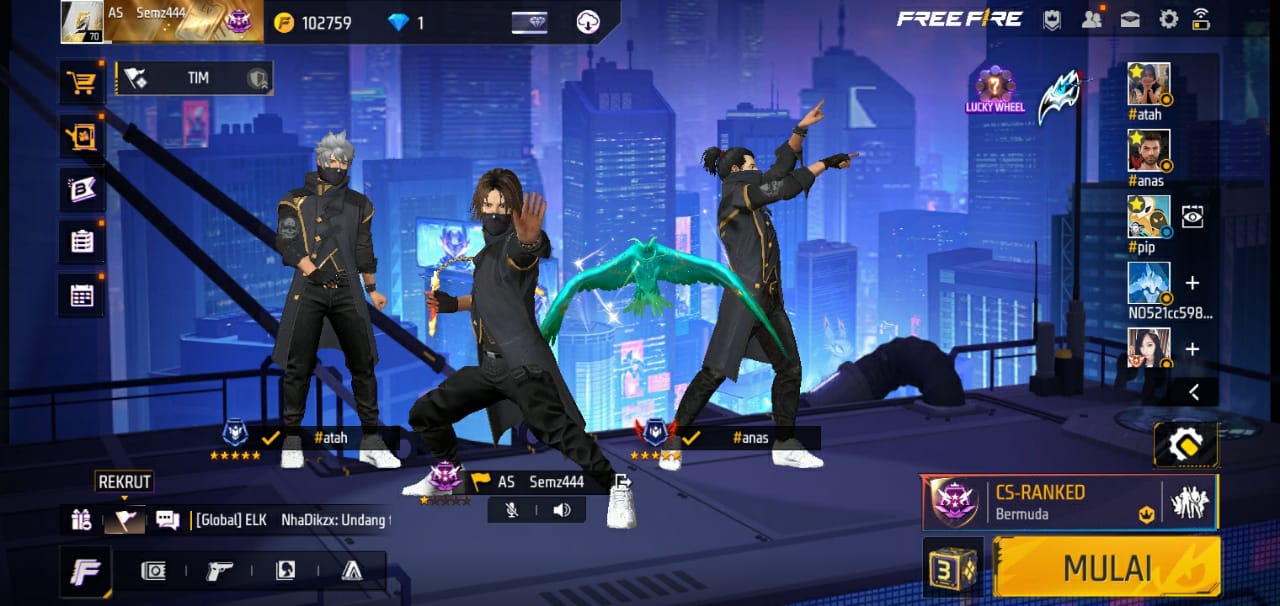 AS Semz444
70
102759
1
FREE FIRE
TIM
LUCKY WHEEL
#atah
#anas
#pip
NO521cc598...
#atah
#anas
AS Semz444
REKRUT
[Global] ELK NhaDikzx: Undang
CS-RANKED
Bermuda
3
MULAI